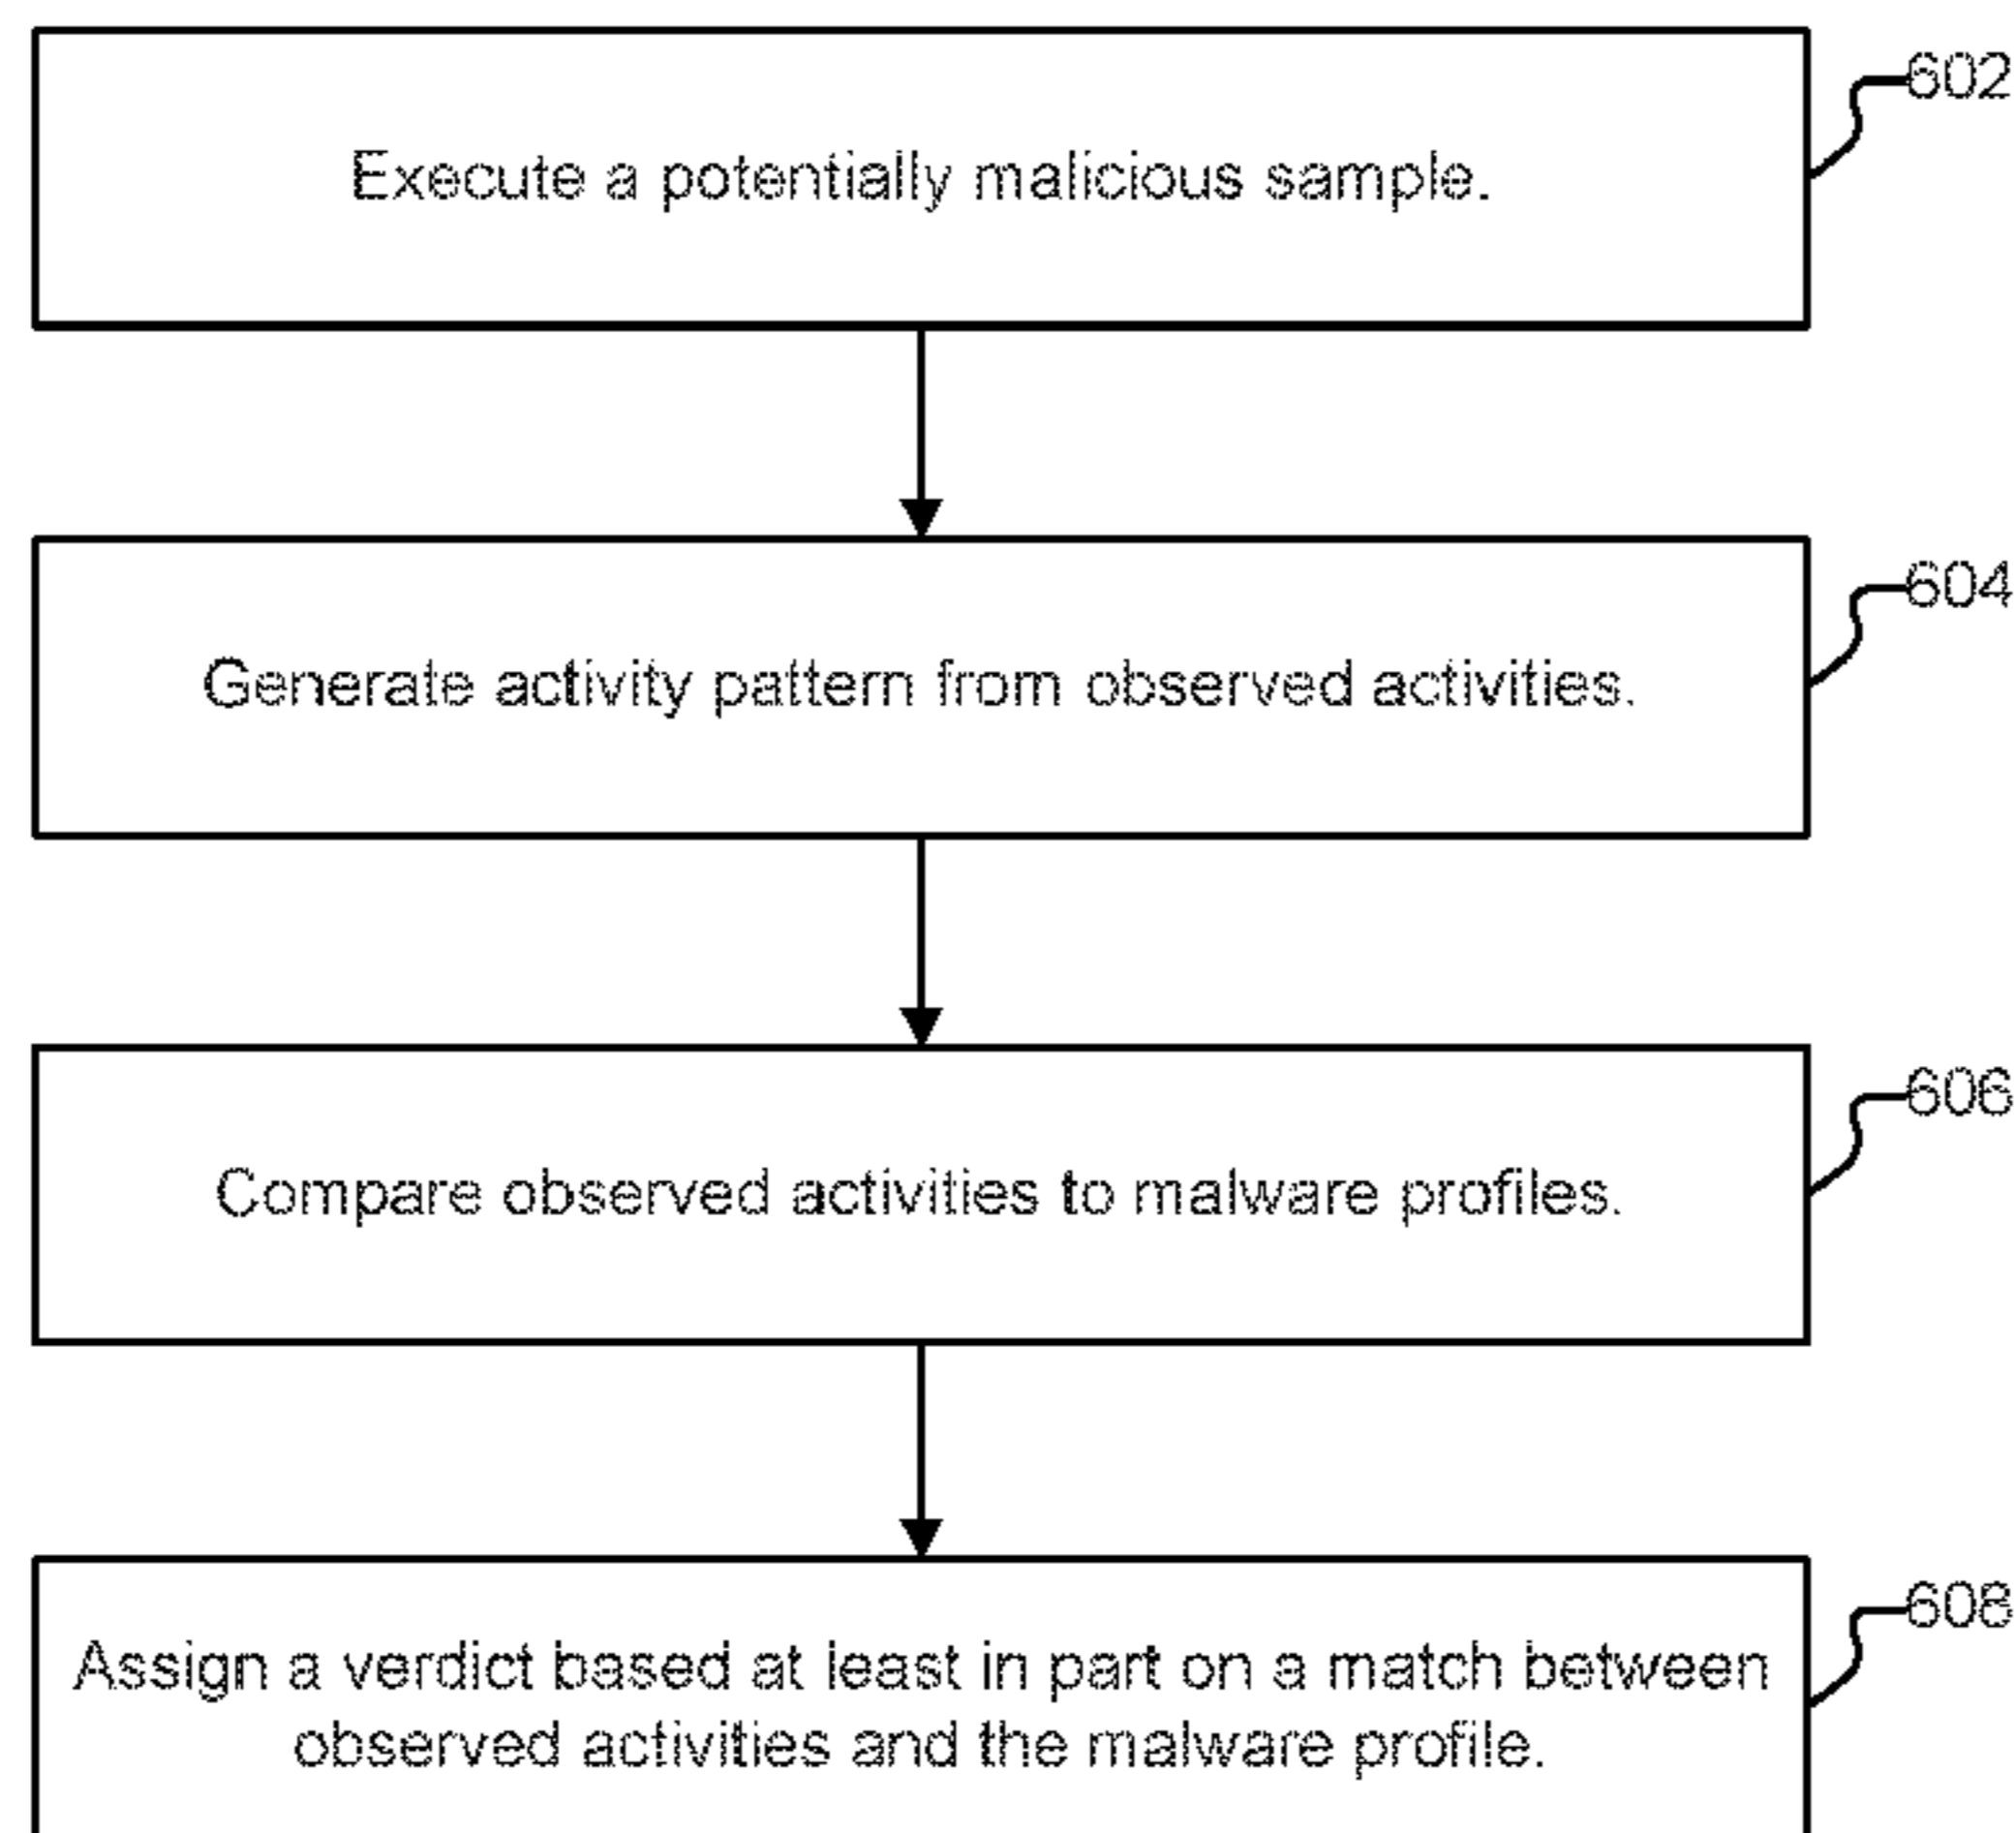 602
Execute a potentially malicious sample.
604
Generate activity pattern from observed activities.
606
Compare observed activities to malware profiles.
608
Assign a verdict based at least in part on a match between
observed activities and the malware profile.